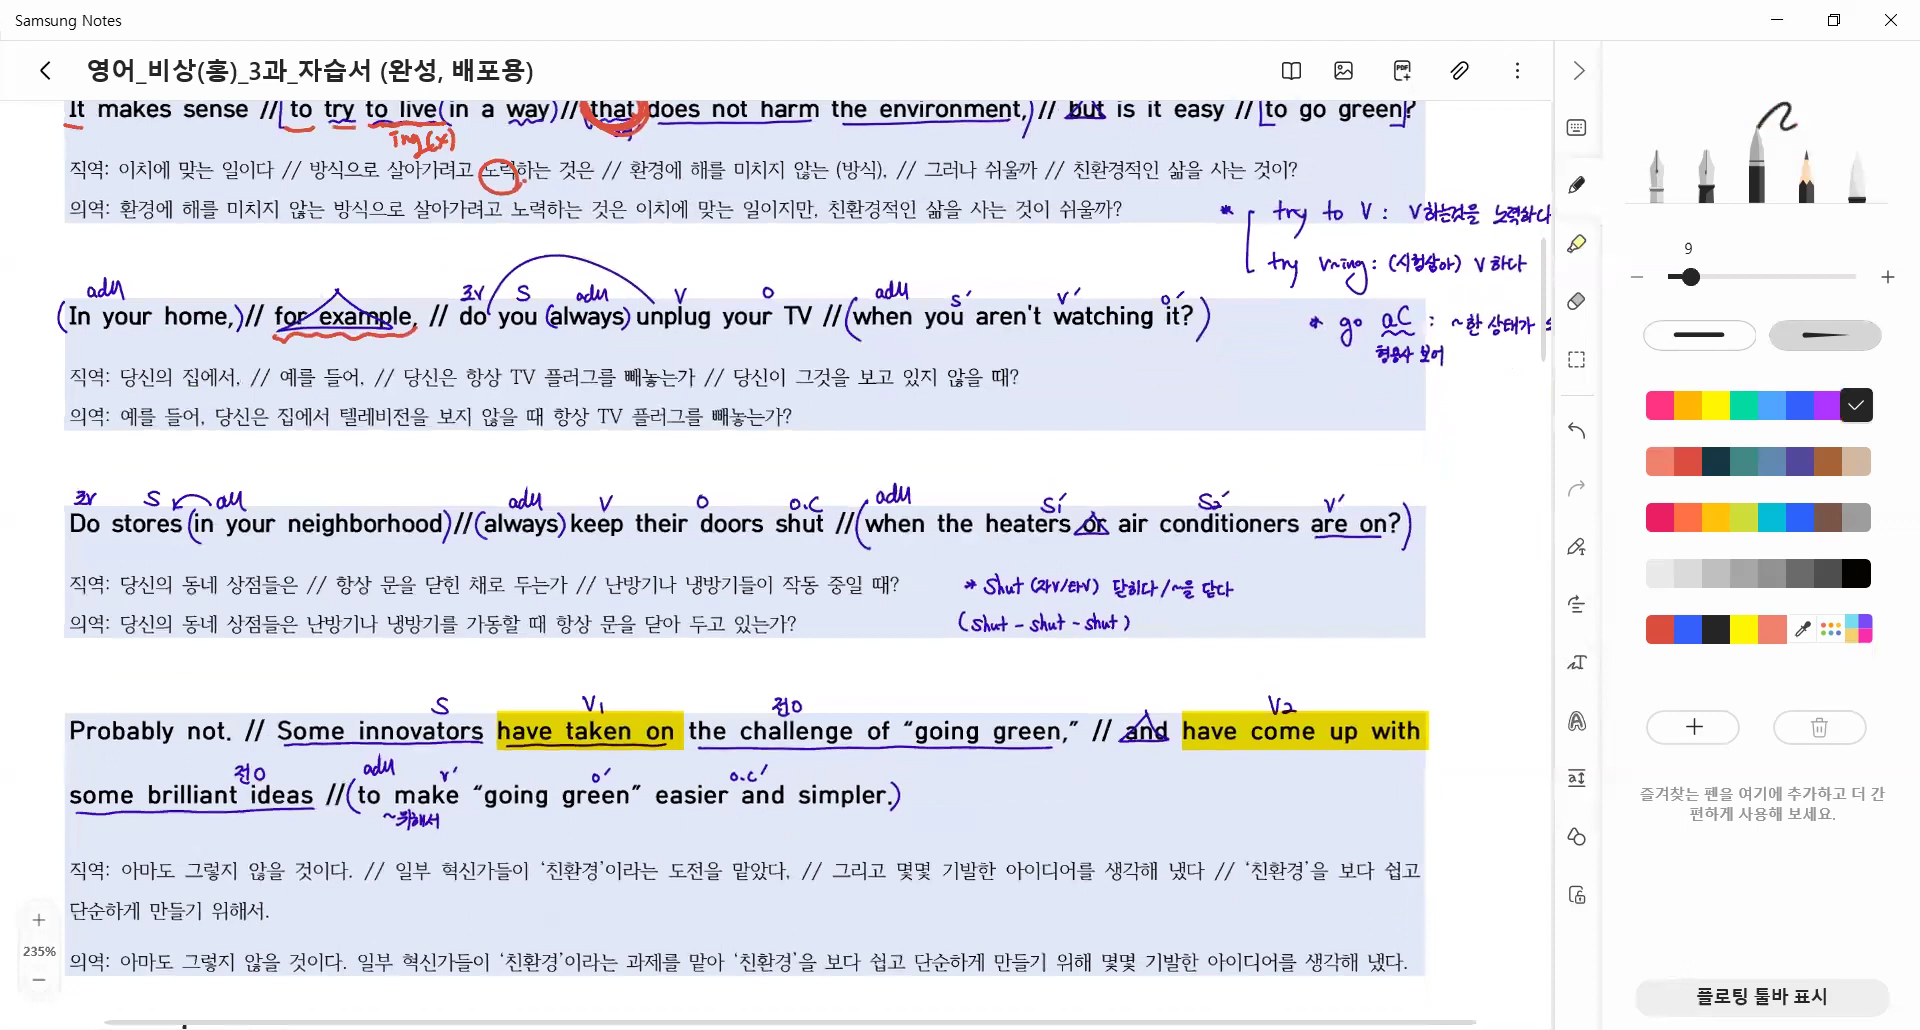 Samsung Notes
영어_비상(홍)_3과_자습서 (완성, 배포용)
It makes sense // [to try to live (in a way) // (that does not harm the environment,) // but is it easy // [to go green]?
ing(x)
직역: 이치에 맞는 일이다 // 방식으로 살아가려고 노력하는 것은 // 환경에 해를 미치지 않는 (방식), // 그러나 쉬울까 // 친환경적인 삶을 사는 것이?
의역: 환경에 해를 미치지 않는 방식으로 살아가려고 노력하는 것은 이치에 맞는 일이지만, 친환경적인 삶을 사는 것이 쉬울까?
* try to V : V하는것을 노력하다
try v~ing : (시험삼아) V 하다
adv 조v S adv V O adv s' v' o'
(In your home,) // for example, // do you (always) unplug your TV // (when you aren't watching it?)
* go a.C : ~한 상태가
형용사 보어
직역: 당신의 집에서, // 예를 들어, // 당신은 항상 TV 플러그를 빼놓는가 // 당신이 그것을 보고 있지 않을 때?
의역: 예를 들어, 당신은 집에서 텔레비전을 보지 않을 때 항상 TV 플러그를 빼놓는가?
조v S adv V O o.C adv S1' S2' v'
Do stores (in your neighborhood) // (always) keep their doors shut // (when the heaters or air conditioners are on?)
직역: 당신의 동네 상점들은 // 항상 문을 닫힌 채로 두는가 // 난방기나 냉방기들이 작동 중일 때?
* Shut (자v/타v) 닫히다/~을 닫다
의역: 당신의 동네 상점들은 난방기나 냉방기를 가동할 때 항상 문을 닫아 두고 있는가?
(Shut - shut - shut)
S V1 전O V2
Probably not. // Some innovators have taken on the challenge of “going green,” // and have come up with
전O adv v' o' o.c'
some brilliant ideas // (to make “going green” easier and simpler.)
~위해서
직역: 아마도 그렇지 않을 것이다. // 일부 혁신가들이 ‘친환경’이라는 도전을 맡았다, // 그리고 몇몇 기발한 아이디어를 생각해 냈다 // ‘친환경’을 보다 쉽고
단순하게 만들기 위해서.
의역: 아마도 그렇지 않을 것이다. 일부 혁신가들이 ‘친환경’이라는 과제를 맡아 ‘친환경’을 보다 쉽고 단순하게 만들기 위해 몇몇 기발한 아이디어를 생각해 냈다.
235%
9
즐겨찾는 펜을 여기에 추가하고 더 간
편하게 사용해 보세요.
플로팅 툴바 표시